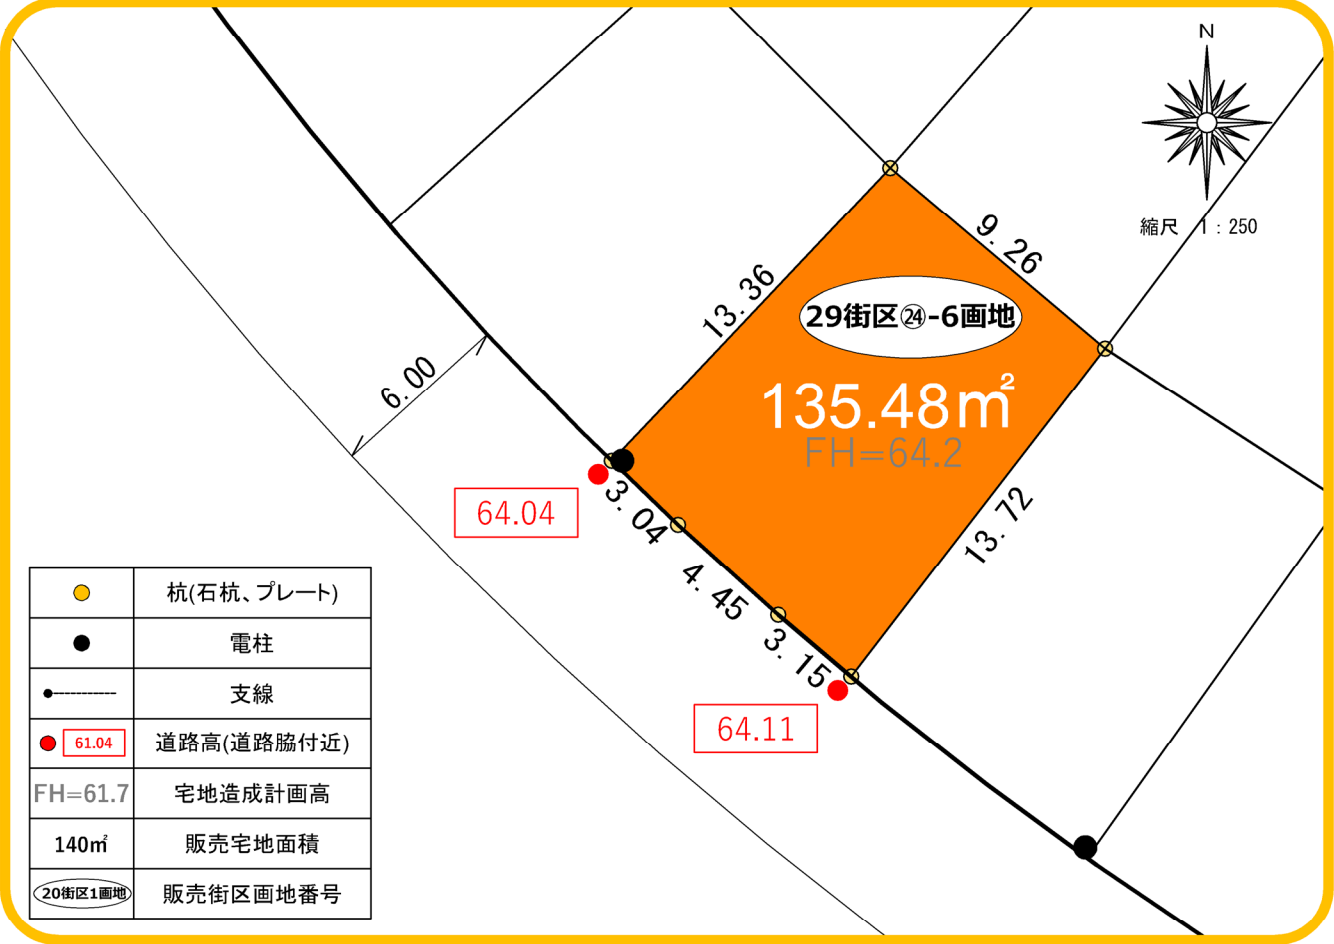 N
縮尺 1：250
9.26
13.36
29街区㉔-6画地
135.48㎡
FH=64.2
6.00
13.72
64.04
3.04
4.45
3.15
64.11
杭(石杭、プレート)
電柱
支線
61.04 道路高(道路脇付近)
FH=61.7 宅地造成計画高
140㎡ 販売宅地面積
20街区1画地 販売街区画地番号